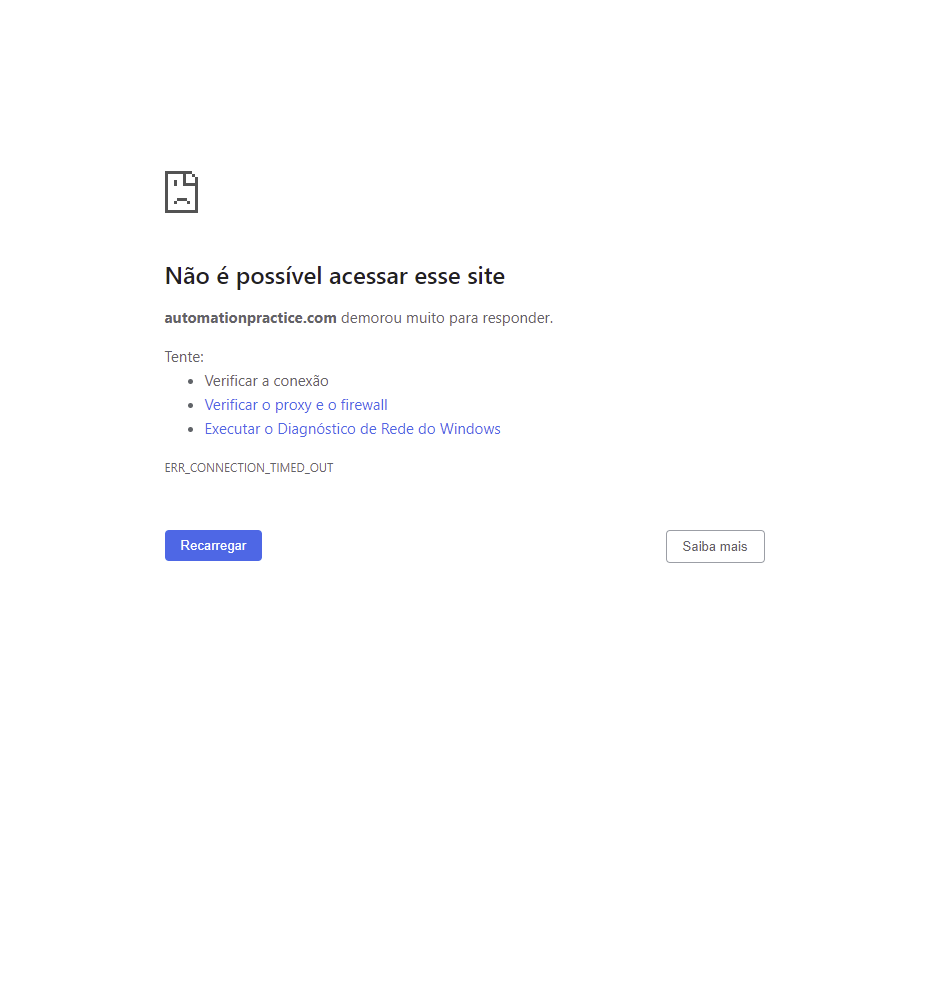 Não é possível acessar esse site
automationpractice.com demorou muito para responder.
Tente:
Verificar a conexão
Verificar o proxy e o firewall
Executar o Diagnóstico de Rede do Windows
ERR_CONNECTION_TIMED_OUT
Recarregar
Saiba mais